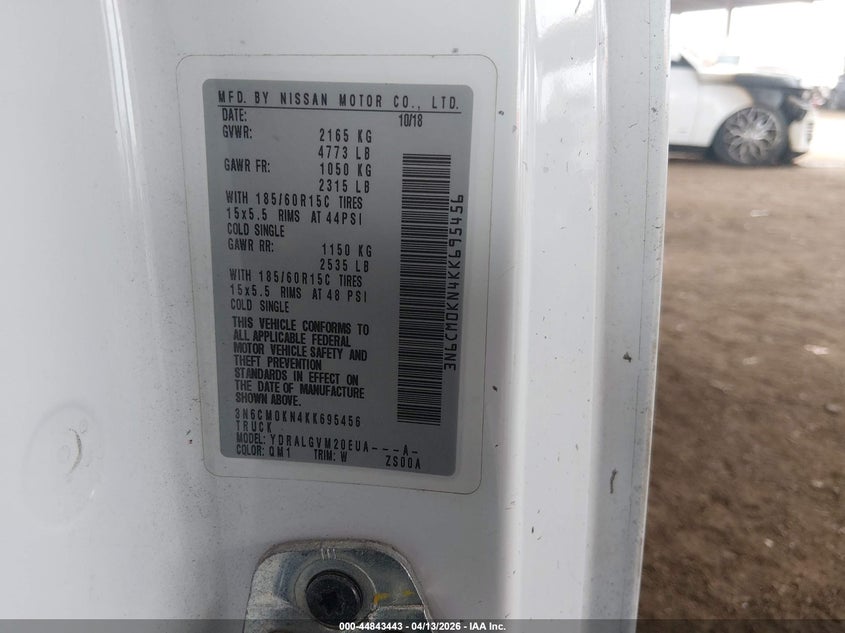 MFD. BY NISSAN MOTOR CO., LTD.
DATE: 10/18
GVWR: 2165 KG
4773 LB
GAWR FR: 1050 KG
2315 LB
WITH 185/60R15C TIRES
15x5.5 RIMS AT 44PSI
COLD SINGLE
GAWR RR: 1150 KG
2535 LB
WITH 185/60R15C TIRES
15x5.5 RIMS AT 48 PSI
COLD SINGLE
THIS VEHICLE CONFORMS TO
ALL APPLICABLE FEDERAL
MOTOR VEHICLE SAFETY AND
THEFT PREVENTION
STANDARDS IN EFFECT ON
THE DATE OF MANUFACTURE
SHOWN ABOVE.
3N6CM0KN4KK695456
TRUCK
MODEL: YDRALGVM20EUA---A-
COLOR: QM1 TRIM: W ZS00A
3N6CM0KN4KK695456
000-44843443 - 04/13/2026 - IAA Inc.